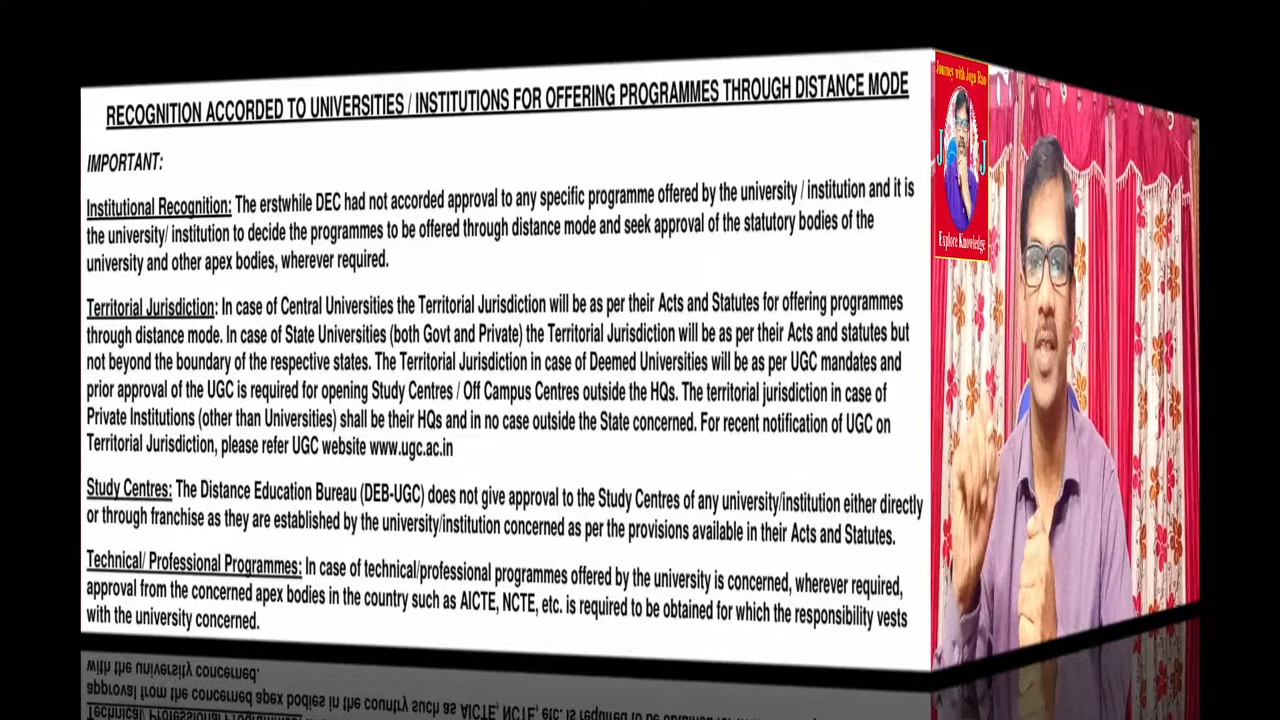 RECOGNITION ACCORDED TO UNIVERSITIES / INSTITUTIONS FOR OFFERING PROGRAMMES THROUGH DISTANCE MODE
IMPORTANT:
Institutional Recognition: The erstwhile DEC had not accorded approval to any specific programme offered by the university / institution and it is
the university/ institution to decide the programmes to be offered through distance mode and seek approval of the statutory bodies of the
university and other apex bodies, wherever required.
Territorial Jurisdiction: In case of Central Universities the Territorial Jurisdiction will be as per their Acts and Statutes for offering programmes
through distance mode. In case of State Universities (both Govt and Private) the Territorial Jurisdiction will be as per their Acts and statutes but
not beyond the boundary of the respective states. The Territorial Jurisdiction in case of Deemed Universities will be as per UGC mandates and
prior approval of the UGC is required for opening Study Centres / Off Campus Centres outside the HQs. The territorial jurisdiction in case of
Private Institutions (other than Universities) shall be their HQs and in no case outside the State concerned. For recent notification of UGC on
Territorial Jurisdiction, please refer UGC website www.ugc.ac.in
Study Centres: The Distance Education Bureau (DEB-UGC) does not give approval to the Study Centres of any university/institution either directly
or through franchise as they are established by the university/institution concerned as per the provisions available in their Acts and Statutes.
Technical/ Professional Programmes: In case of technical/professional programmes offered by the university is concerned, wherever required,
approval from the concerned apex bodies in the country such as AICTE, NCTE, etc. is required to be obtained for which the responsibility vests
with the university concerned.
Journey with Joga Rao
J J
Explore Knowledge